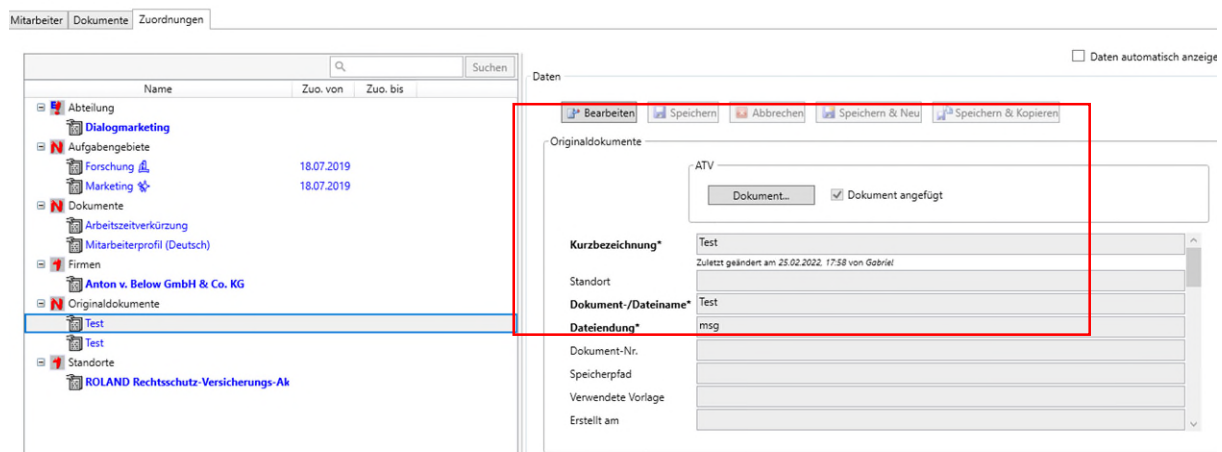 Mitarbeiter Dokumente Zuordnungen
Suchen
Daten automatisch anzeige
Name Zuo. von Zuo. bis
Abteilung
Dialogmarketing
Aufgabengebiete
Forschung 18.07.2019
Marketing 18.07.2019
Dokumente
Arbeitszeitverkürzung
Mitarbeiterprofil (Deutsch)
Firmen
Anton v. Below GmbH & Co. KG
Originaldokumente
Test
Test
Standorte
ROLAND Rechtsschutz-Versicherungs-Ak
Daten
Bearbeiten Speichern Abbrechen Speichern & Neu Speichern & Kopieren
Originaldokumente
ATV
Dokument... Dokument angefügt
Kurzbezeichnung* Test
Zuletzt geändert am 25.02.2022, 17:58 von Gabriel
Standort
Dokument-/Dateiname* Test
Dateiendung* msg
Dokument-Nr.
Speicherpfad
Verwendete Vorlage
Erstellt am